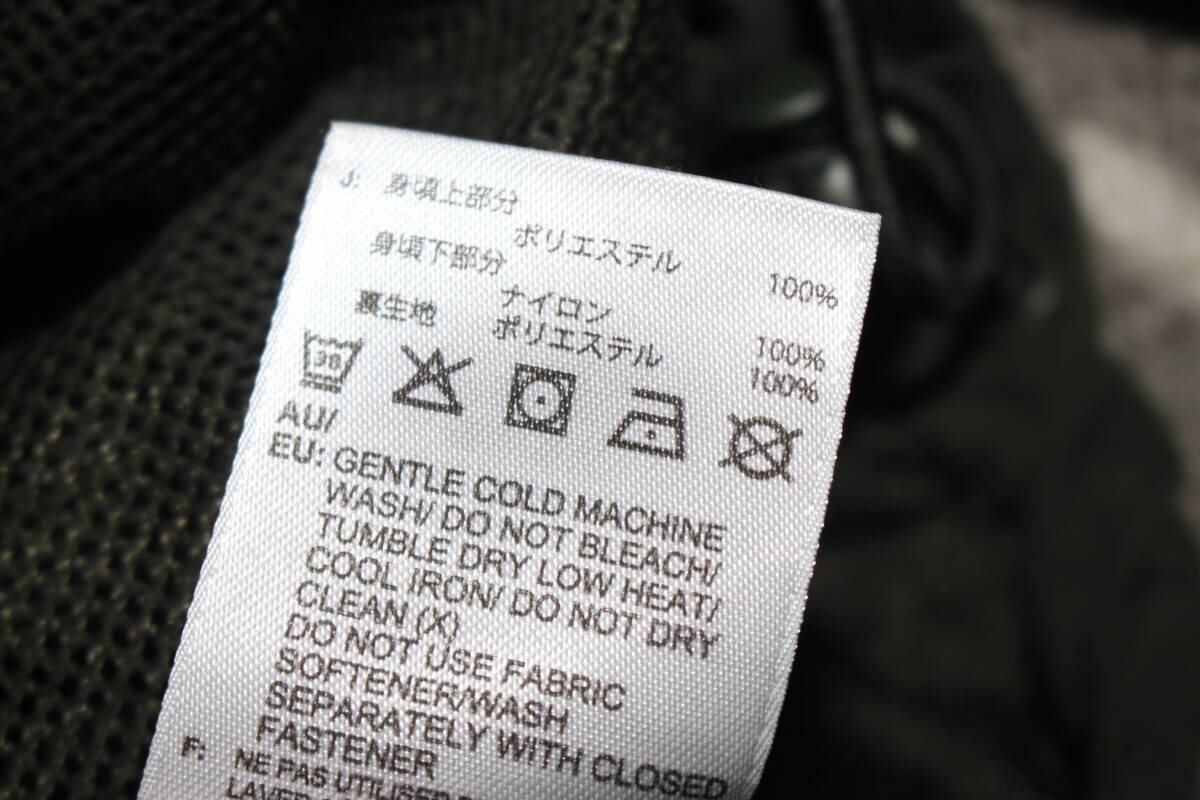 J: 身頃上部分
ポリエステル 100%
身頃下部分
ナイロン 100%
裏生地 ポリエステル 100%
30
AU/
EU: GENTLE COLD MACHINE
WASH/ DO NOT BLEACH/
TUMBLE DRY LOW HEAT/
COOL IRON/ DO NOT DRY
CLEAN (X)
DO NOT USE FABRIC
SOFTENER/WASH
SEPARATELY WITH CLOSED
FASTENER
F: NE PAS UTILISER
LAVER